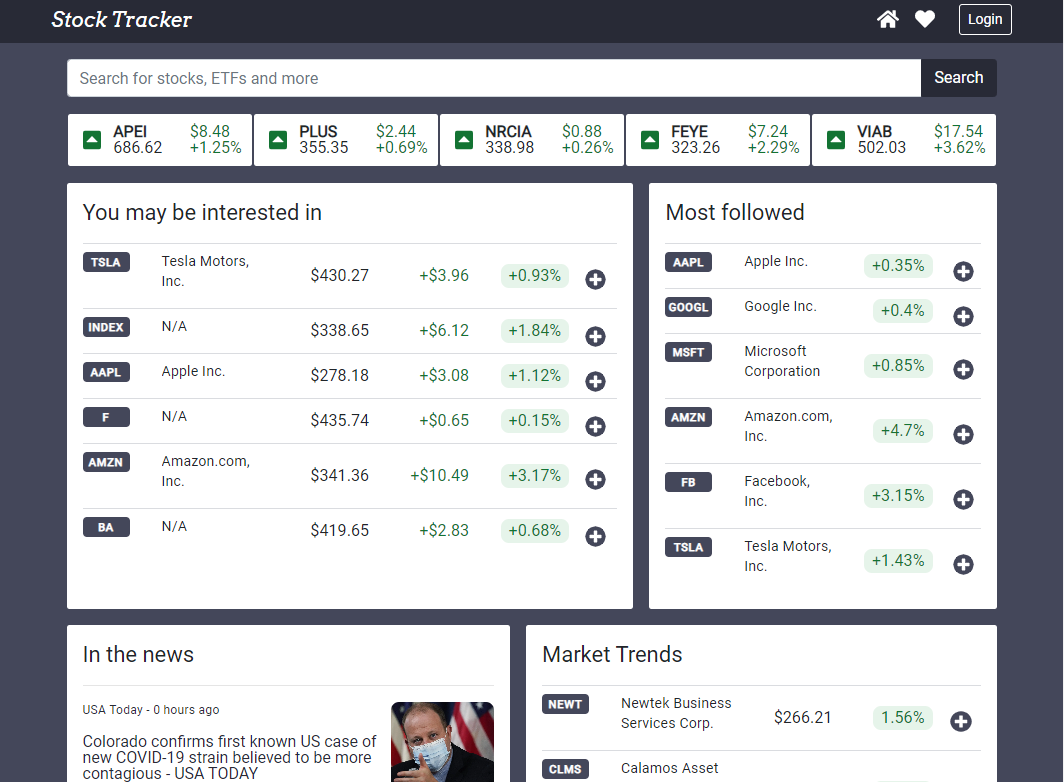 Stock Tracker
Login
Search for stocks, ETFs and more
Search
APEI $8.48
686.62 +1.25%
PLUS $2.44
355.35 +0.69%
NRCIA $0.88
338.98 +0.26%
FEYE $7.24
323.26 +2.29%
VIAB $17.54
502.03 +3.62%
You may be interested in
TSLA Tesla Motors, $430.27 +$3.96 +0.93%
Inc.
INDEX N/A $338.65 +$6.12 +1.84%
AAPL Apple Inc. $278.18 +$3.08 +1.12%
F N/A $435.74 +$0.65 +0.15%
AMZN Amazon.com, $341.36 +$10.49 +3.17%
Inc.
BA N/A $419.65 +$2.83 +0.68%
Most followed
AAPL Apple Inc. +0.35%
GOOGL Google Inc. +0.4%
MSFT Microsoft +0.85%
Corporation
AMZN Amazon.com, +4.7%
Inc.
FB Facebook, +3.15%
Inc.
TSLA Tesla Motors, +1.43%
Inc.
In the news
USA Today - 0 hours ago
Colorado confirms first known US case of
new COVID-19 strain believed to be more
contagious - USA TODAY
Market Trends
NEWT Newtek Business $266.21 1.56%
Services Corp.
CLMS Calamos Asset